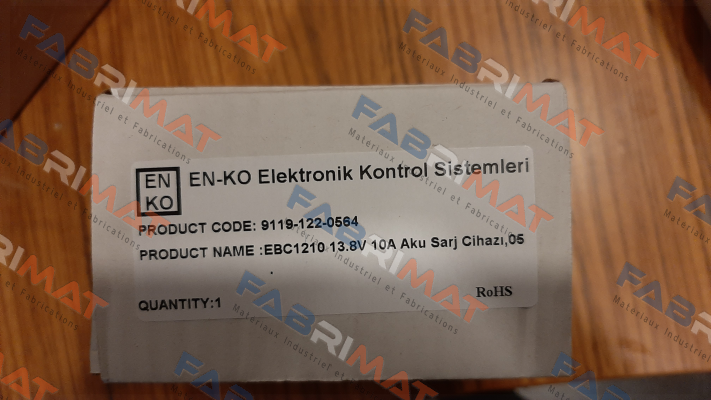 EN
KO
EN-KO Elektronik Kontrol Sistemleri
PRODUCT CODE: 9119-122-0564
PRODUCT NAME :EBC1210 13.8V 10A Aku Sarj Cihazı,05
QUANTITY:1
RoHS
FABRIMAT
Materiaux Industriel et Fabrications